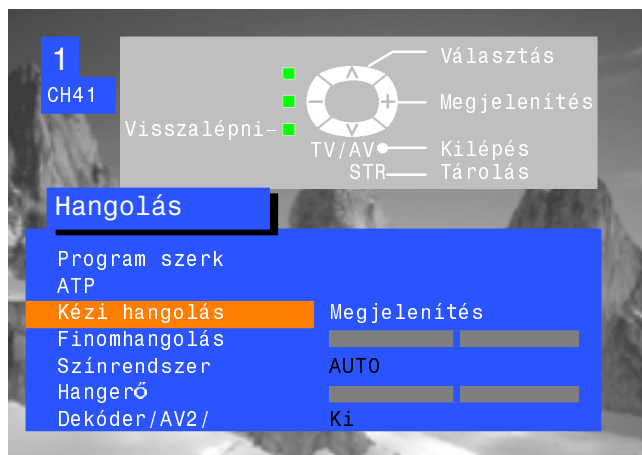 1
CH41
Választás
Megjelenítés
Visszalépni
TV/AV Kilépés
STR Tárolás
Hangolás
Program szerk
ATP
Kézi hangolás Megjelenítés
Finomhangolás
Színrendszer AUTO
Hangerő
Dekóder/AV2/ Ki